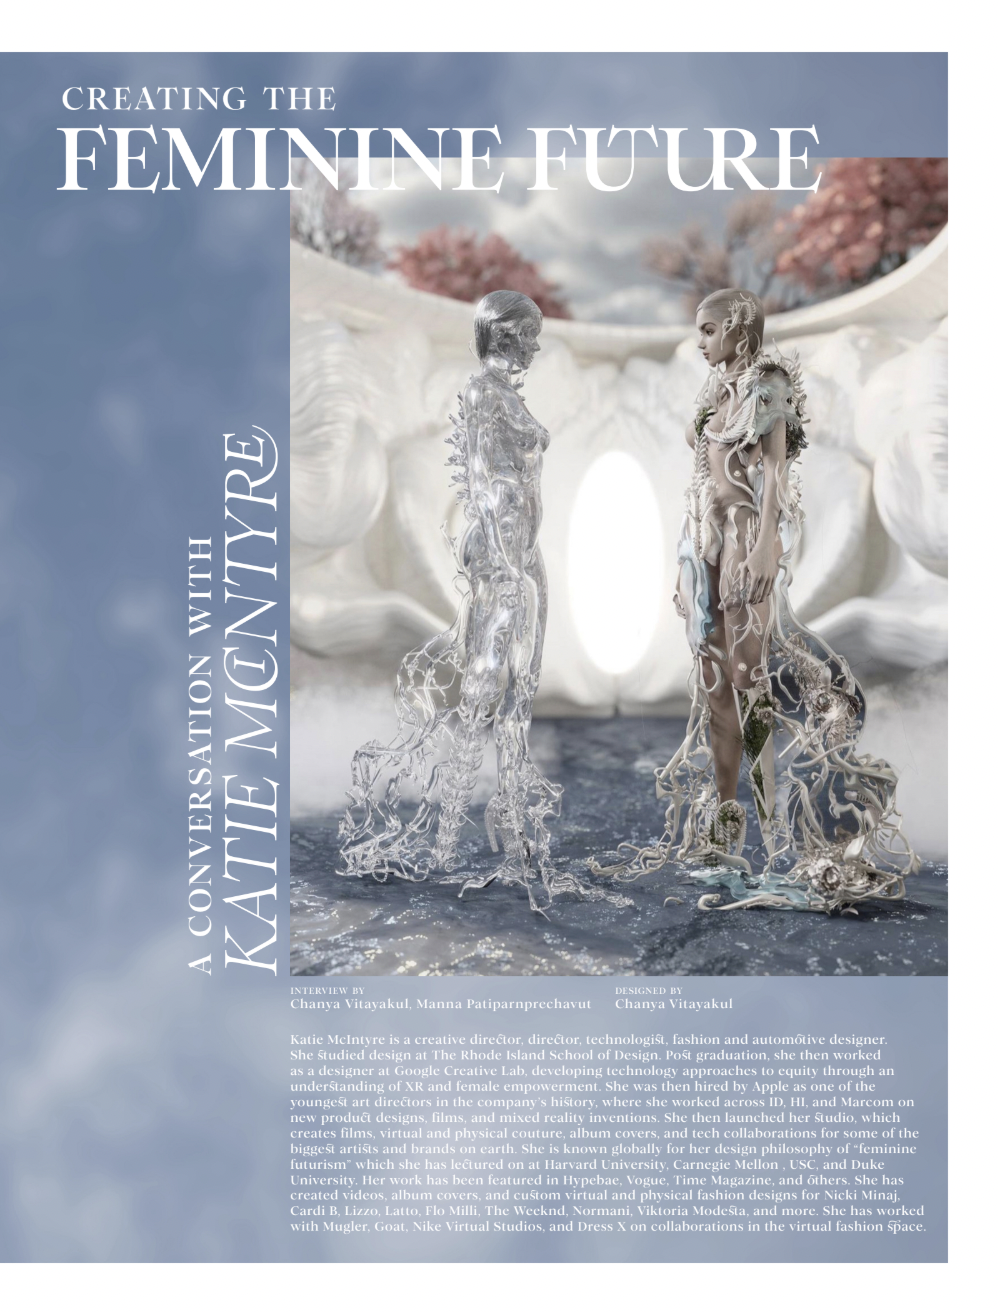 CREATING THE
FEMININE FUTURE
A CONVERSATION WITH
KATIE MCINTYRE
INTERVIEW BY
Chanya Vitayakul, Manna Patiparnprechavut
DESIGNED BY
Chanya Vitayakul
Katie McIntyre is a creative director, director, technologist, fashion and automotive designer.
She studied design at The Rhode Island School of Design. Post graduation, she then worked
as a designer at Google Creative Lab, developing technology approaches to equity through an
understanding of XR and female empowerment. She was then hired by Apple as one of the
youngest art directors in the company's history, where she worked across ID, HI, and Marcom on
new product designs, films, and mixed reality inventions. She then launched her studio, which
creates films, virtual and physical couture, album covers, and tech collaborations for some of the
biggest artists and brands on earth. She is known globally for her design philosophy of "feminine
futurism" which she has lectured on at Harvard University, Carnegie Mellon , USC, and Duke
University. Her work has been featured in Hypebae, Vogue, Time Magazine, and others. She has
created videos, album covers, and custom virtual and physical fashion designs for Nicki Minaj,
Cardi B, Lizzo, Latto, Flo Milli, The Weeknd, Normani, Viktoria Modesta, and more. She has worked
with Mugler, Goat, Nike Virtual Studios, and Dress X on collaborations in the virtual fashion space.